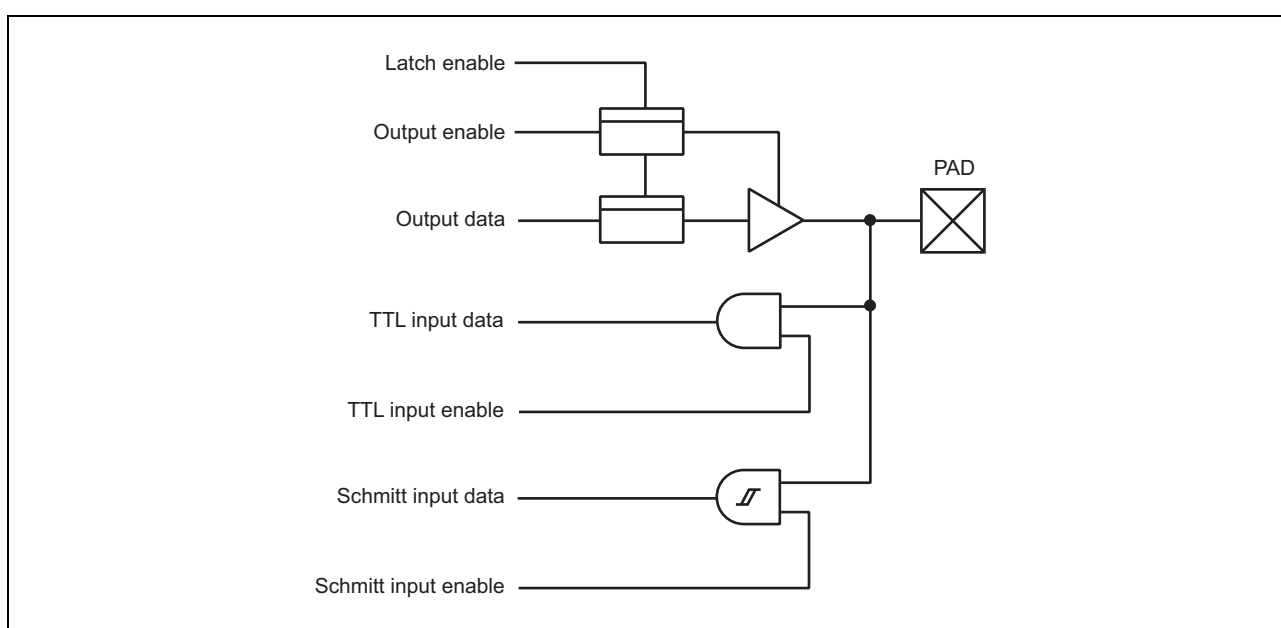 Latch enable
Output enable
PAD
Output data
TTL input data
TTL input enable
Schmitt input data
Schmitt input enable